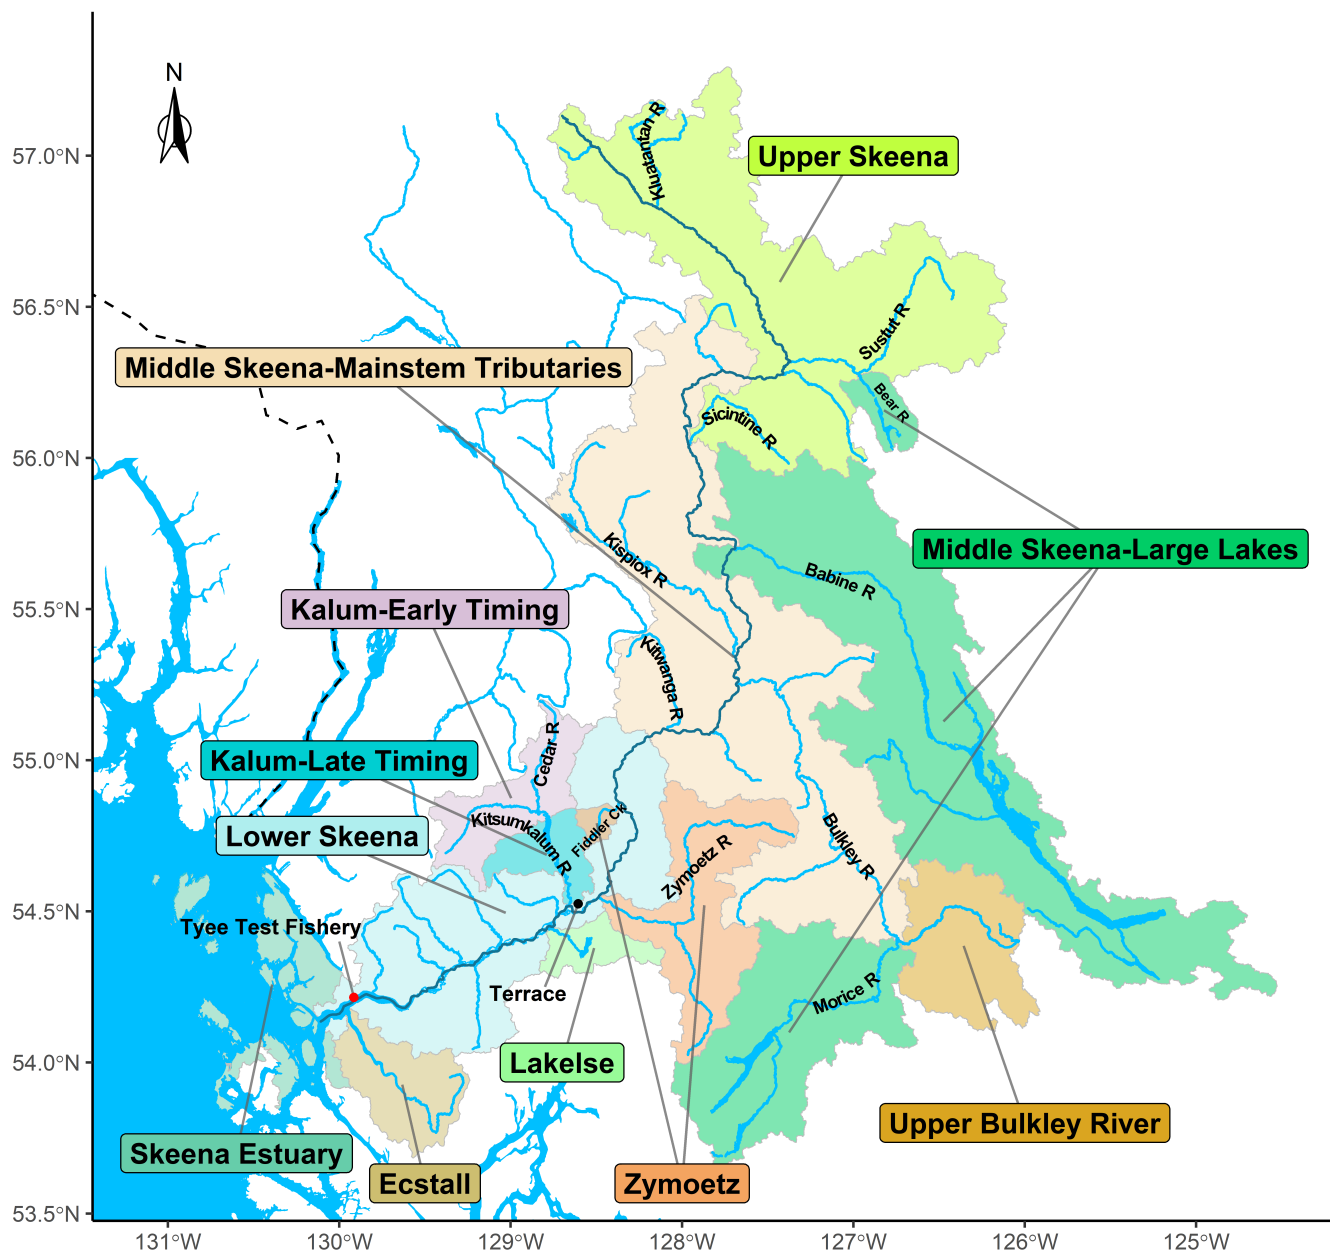 N
57.0°N
56.5°N
56.0°N
55.5°N
55.0°N
54.5°N
54.0°N
53.5°N
131°W
130°W
129°W
128°W
127°W
126°W
125°W
Kluatantan R
Upper Skeena
Sustut R
Middle Skeena-Mainstem Tributaries
Bear R
Sicintine R
Middle Skeena-Large Lakes
Kispiox R
Babine R
Kalum-Early Timing
Kitwanga R
Cedar R
Kalum-Late Timing
Kitsumkalum R
Fiddler Ck
Lower Skeena
Zymoetz R
Bulkley R
Tyee Test Fishery
Terrace
Morice R
Lakelse
Upper Bulkley River
Skeena Estuary
Ecstall
Zymoetz